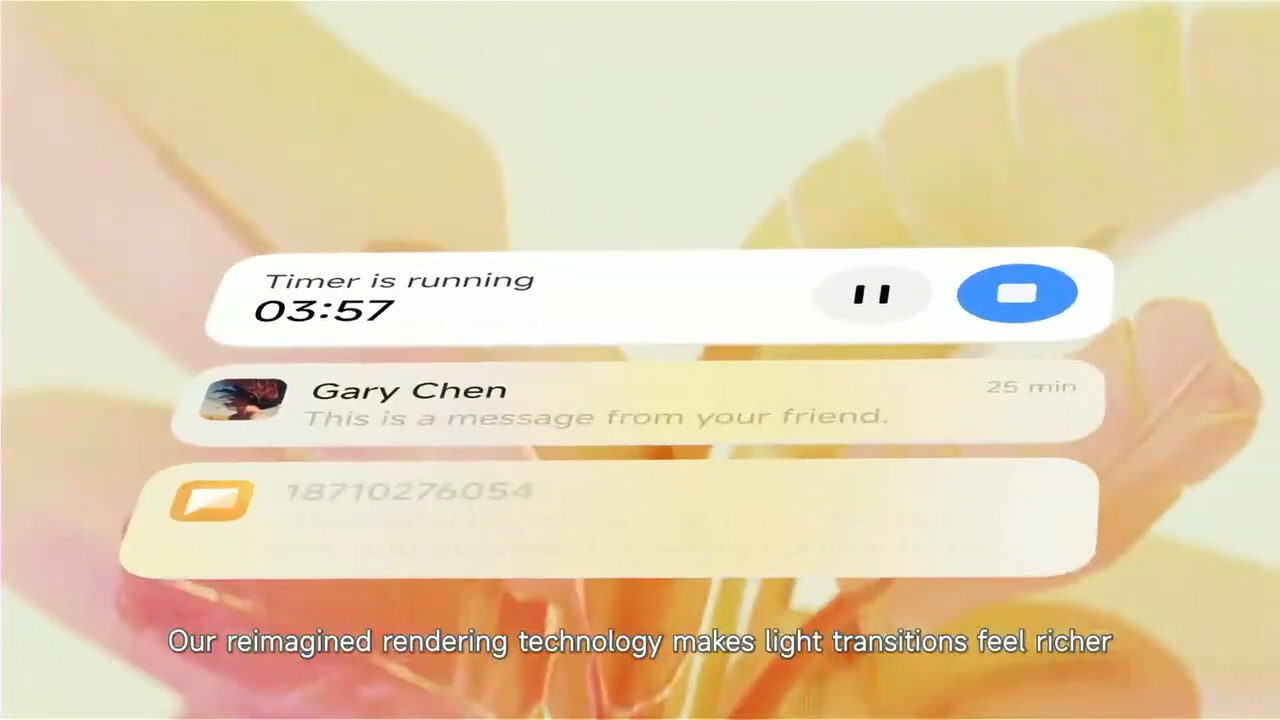 Timer is running
03:57
Gary Chen
25 min
This is a message from your friend.
18710276054
Our reimagined rendering technology makes light transitions feel richer